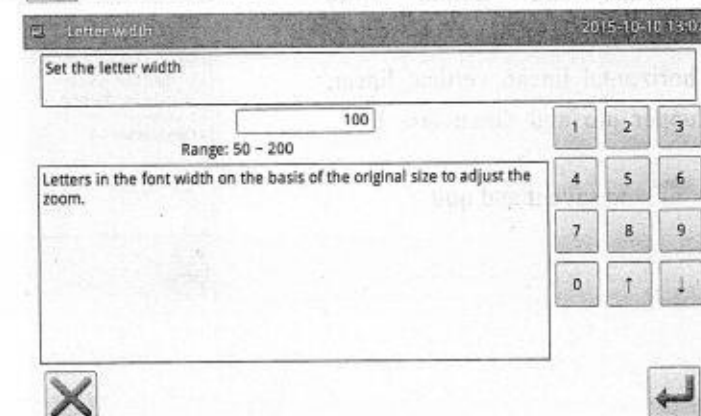 Letter width
2015-10-10 13:0
Set the letter width
100
Range: 50 ~ 200
Letters in the font width on the basis of the original size to adjust the
zoom.
1 2 3
4 5 6
7 8 9
0 ↑ ↓